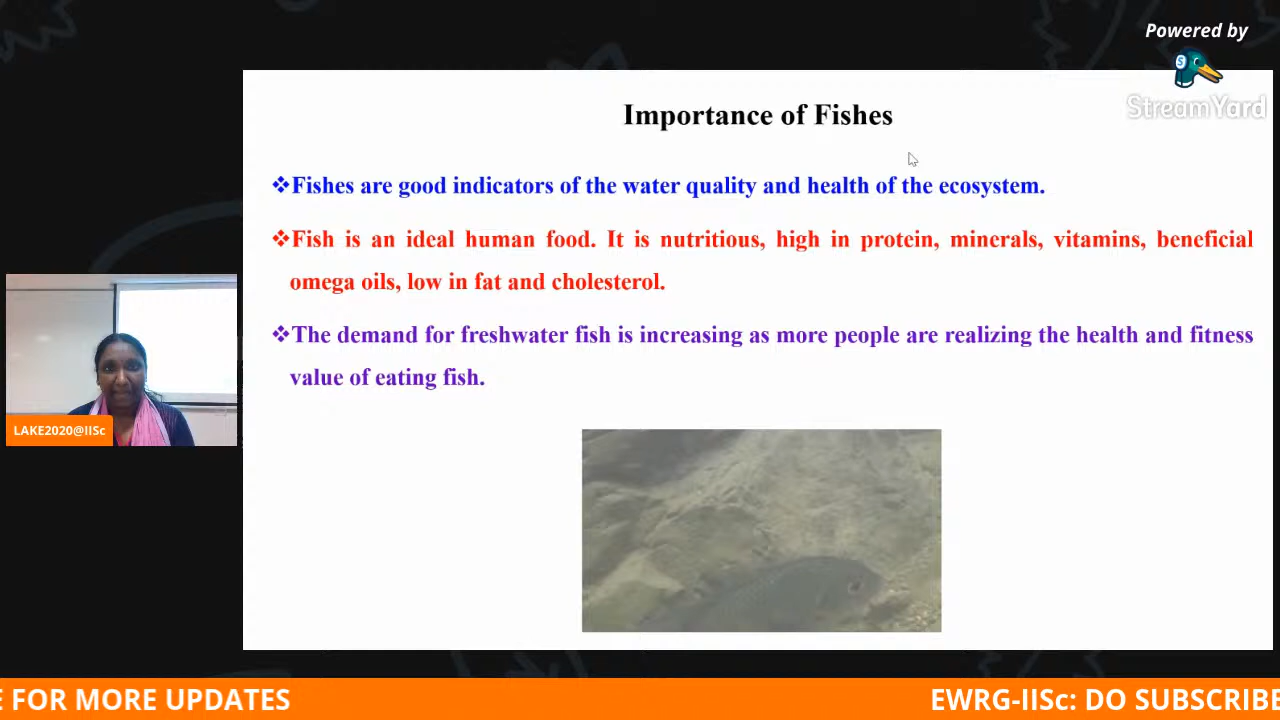 Powered by
StreamYard
Importance of Fishes
❖Fishes are good indicators of the water quality and health of the ecosystem.
❖Fish is an ideal human food. It is nutritious, high in protein, minerals, vitamins, beneficial
omega oils, low in fat and cholesterol.
❖The demand for freshwater fish is increasing as more people are realizing the health and fitness
value of eating fish.
LAKE2020@IISc
E FOR MORE UPDATES
EWRG-IISc: DO SUBSCRIBE